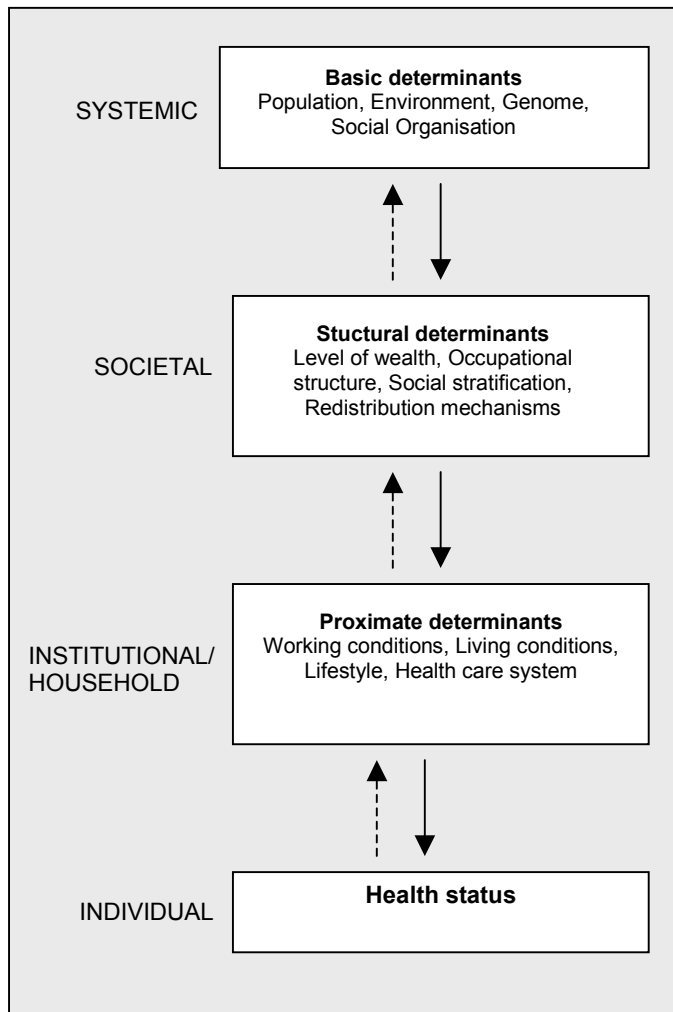 SYSTEMIC
Basic determinants
Population, Environment, Genome,
Social Organisation
SOCIETAL
Stuctural determinants
Level of wealth, Occupational
structure, Social stratification,
Redistribution mechanisms
INSTITUTIONAL/
HOUSEHOLD
Proximate determinants
Working conditions, Living conditions,
Lifestyle, Health care system
INDIVIDUAL
Health status